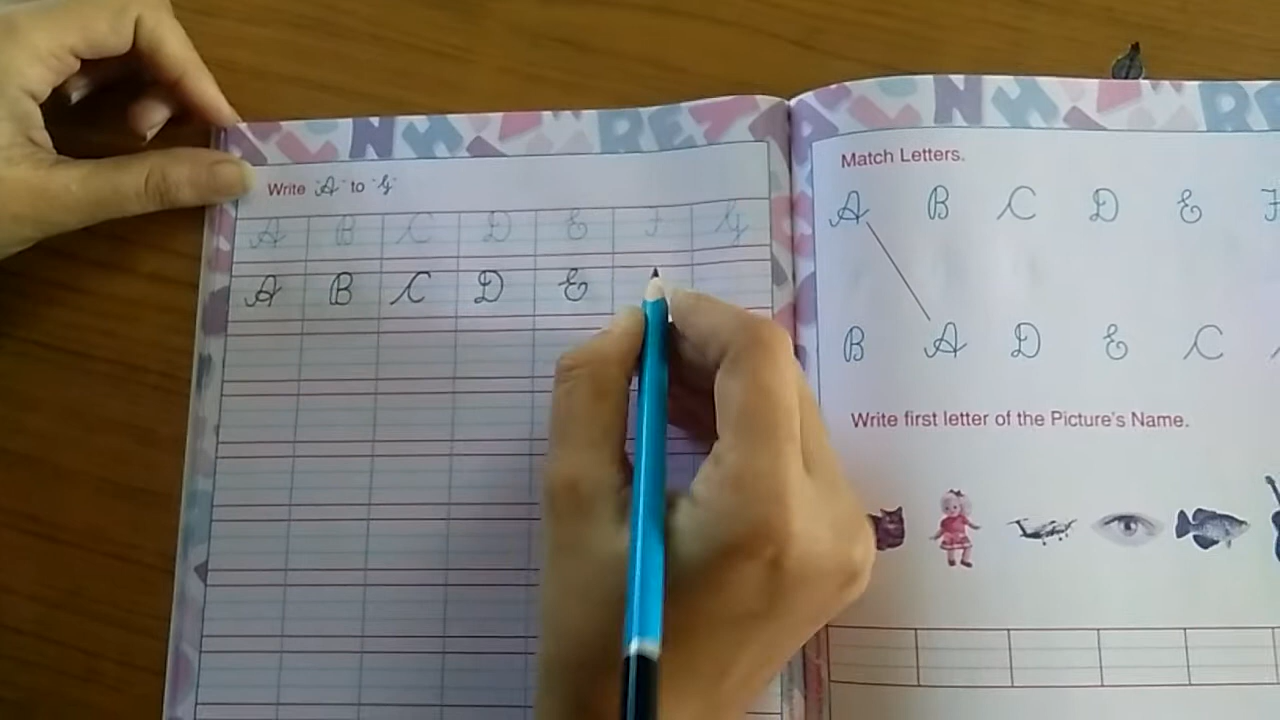 Write "A" to "G"
A B C D E F G
A B C D E
Match Letters.
A B C D E F
B A D E C
Write first letter of the Picture's Name.